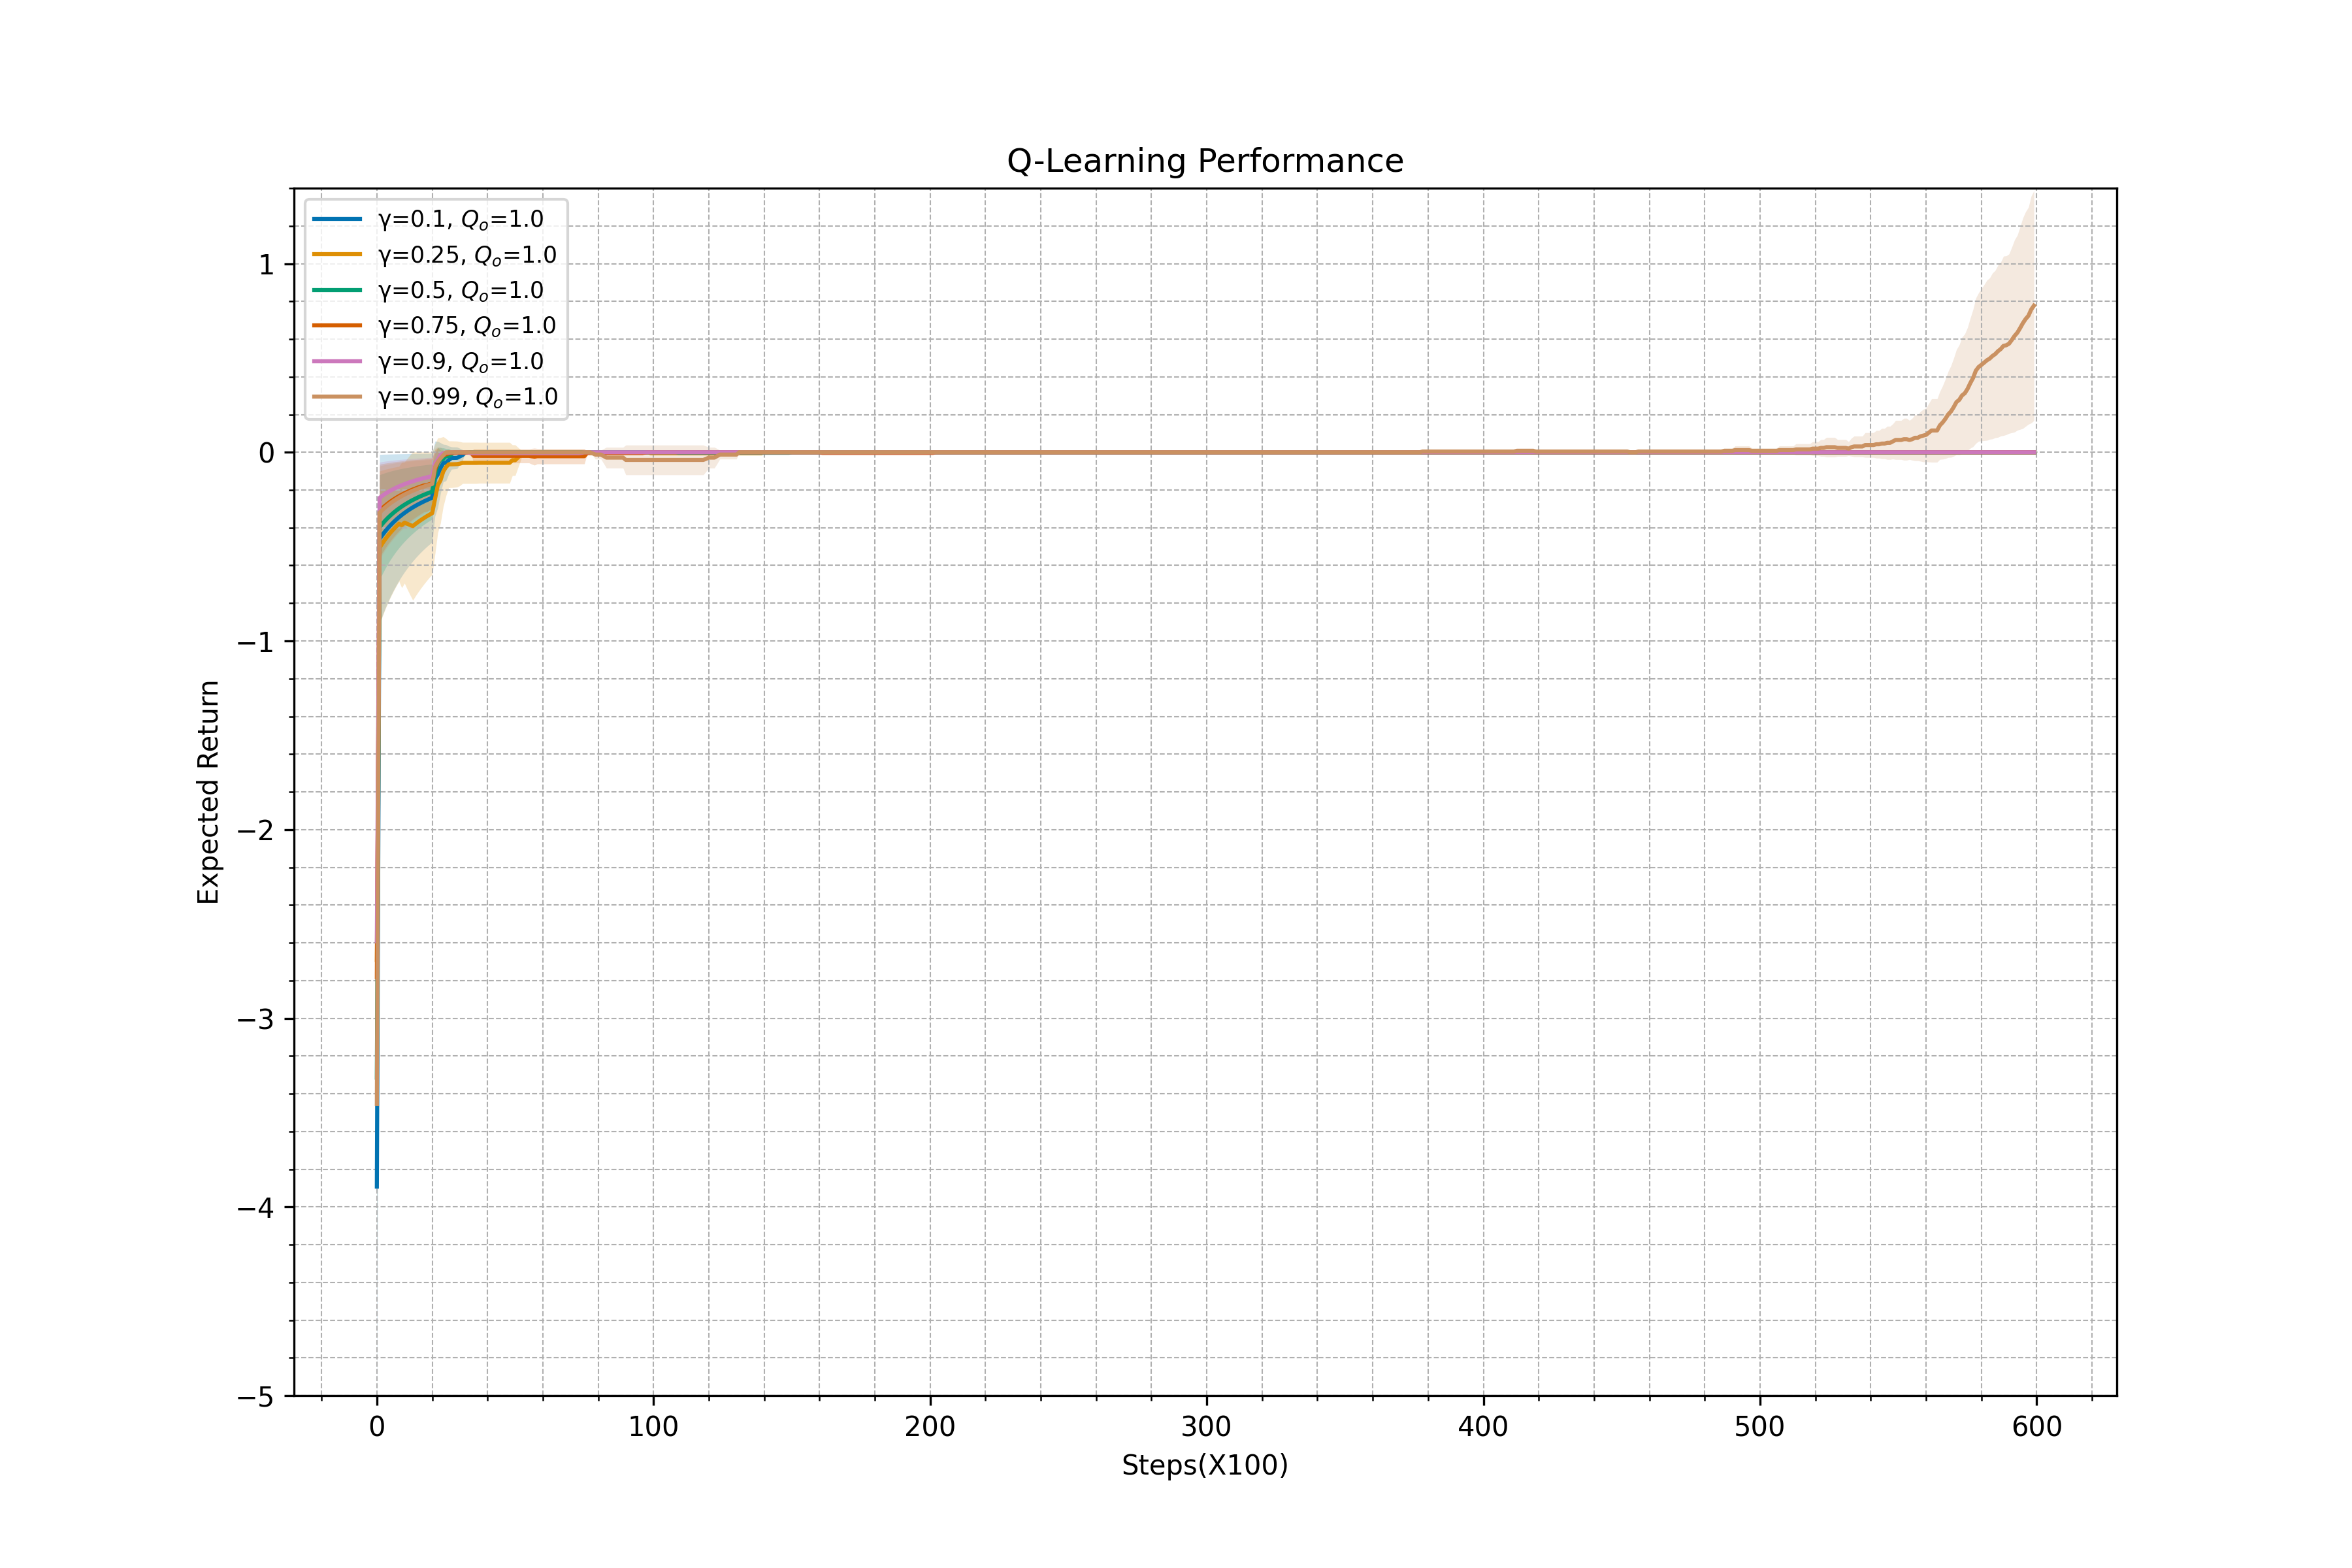 Q-Learning Performance
γ=0.1, Qo=1.0
γ=0.25, Qo=1.0
γ=0.5, Qo=1.0
γ=0.75, Qo=1.0
γ=0.9, Qo=1.0
γ=0.99, Qo=1.0
1
0
−1
−2
−3
−4
−5
Expected Return
0 100 200 300 400 500 600
Steps(X100)